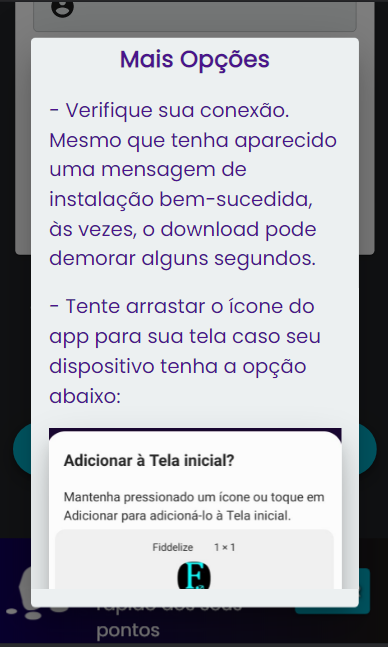 Mais Opções
- Verifique sua conexão.
Mesmo que tenha aparecido
uma mensagem de
instalação bem-sucedida,
às vezes, o download pode
demorar alguns segundos.
- Tente arrastar o ícone do
app para sua tela caso seu
dispositivo tenha a opção
abaixo:
Adicionar à Tela inicial?
Mantenha pressionado um ícone ou toque em
Adicionar para adicioná-lo à Tela inicial.
Fiddelize 1 × 1
pontos